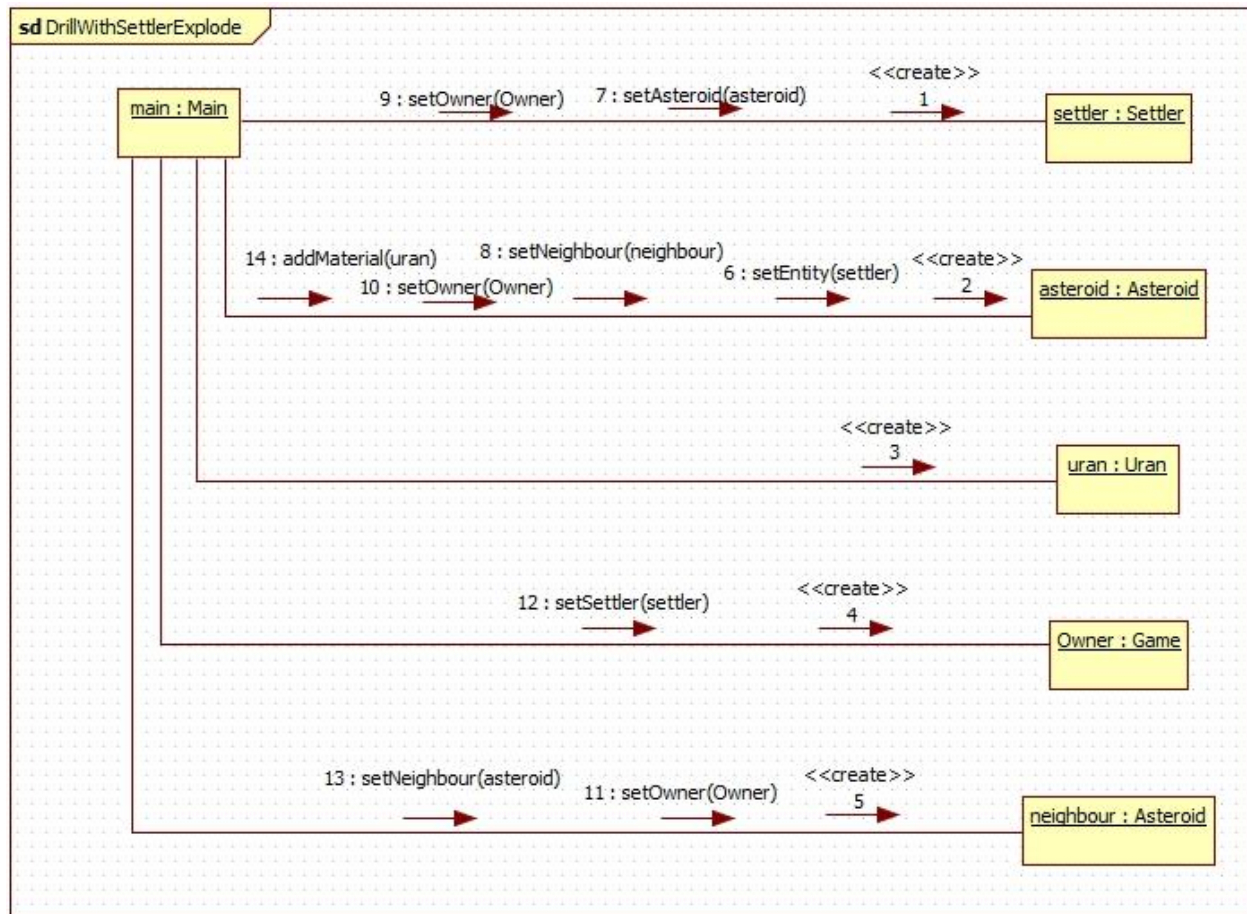 sd DrillWithSettlerExplode
<<create>>
main : Main
9 : setOwner(Owner)
7 : setAsteroid(asteroid)
1
settler : Settler
14 : addMaterial(uran)
8 : setNeighbour(neighbour)
<<create>>
10 : setOwner(Owner)
6 : setEntity(settler)
2
asteroid : Asteroid
<<create>>
3
uran : Uran
12 : setSettler(settler)
<<create>>
4
Owner : Game
13 : setNeighbour(asteroid)
11 : setOwner(Owner)
<<create>>
5
neighbour : Asteroid